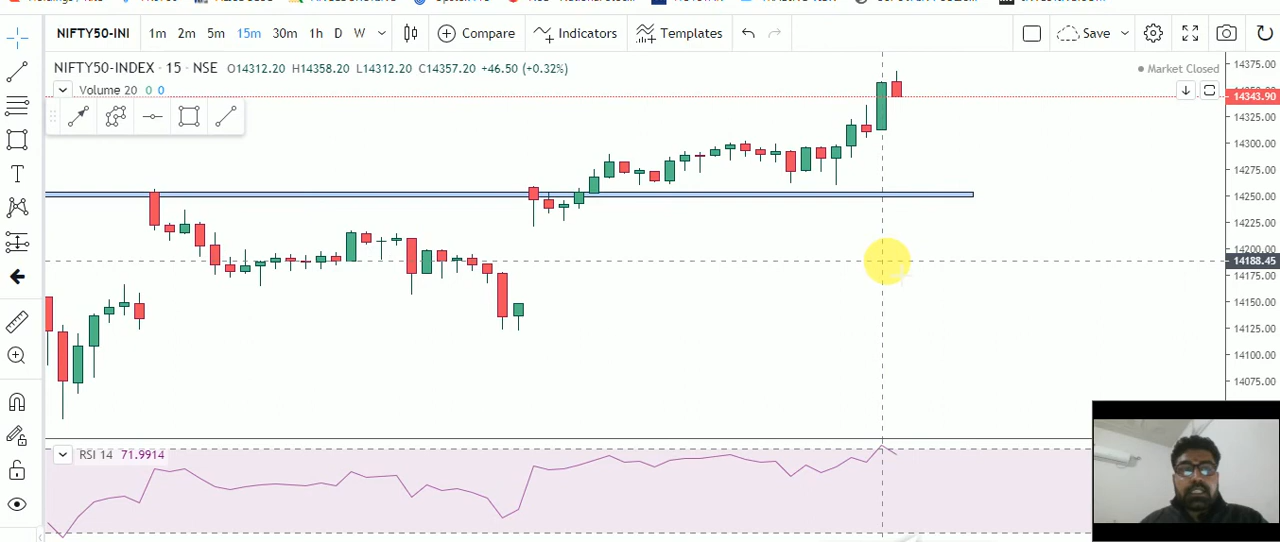 NIFTY50-INI
1m 2m 5m 15m 30m 1h D W
Compare
Indicators
Templates
Save
NIFTY50-INDEX · 15 · NSE O14312.20 H14358.20 L14312.20 C14357.20 +46.50 (+0.32%)
Market Closed
Volume 20 0 0
14375.00
14343.90
14325.00
14300.00
14275.00
14250.00
14225.00
14200.00
14188.45
14175.00
14150.00
14125.00
14100.00
14075.00
RSI 14 71.9914